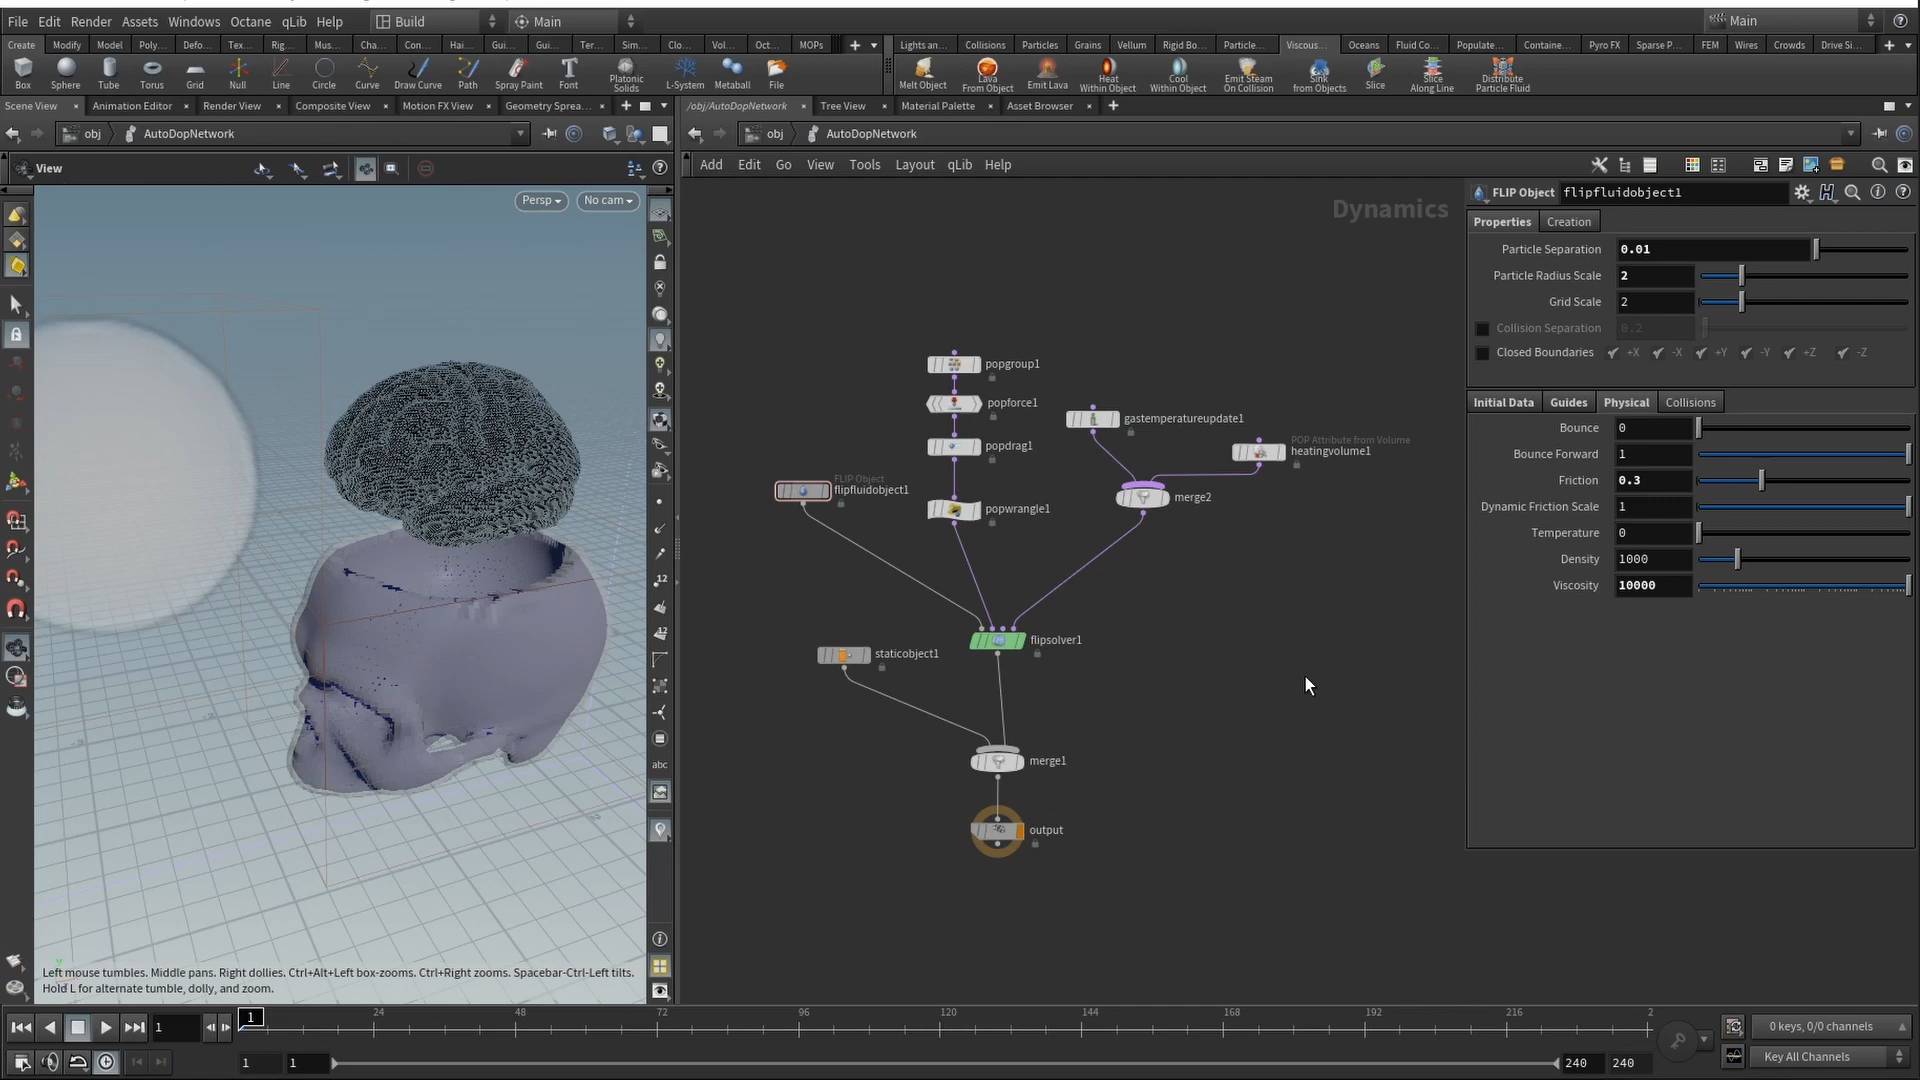 File Edit Render Assets Windows Octane qLib Help Build Main Main
Create Modify Model Poly... Defo... Tex... Rig... Mus... Cha... Con... Hai... Gui... Gui... Ter... Sim... Clo... Vol... Oct... MOPs
Lights an... Collisions Particles Grains Vellum Rigid Bo... Particle... Viscous... Oceans Fluid Co... Populate... Containe... Pyro FX Sparse P... FEM Wires Crowds Drive Si...
Box Sphere Tube Torus Grid Null Line Circle Curve Draw Curve Path Spray Paint Font Platonic Solids L-System Metaball File
Melt Object Lava From Object Emit Lava Heat Within Object Cool Within Object Emit Steam On Collision Sink from Objects Slice Slice Along Line Distribute Particle Fluid
Scene View Animation Editor Render View Composite View Motion FX View Geometry Sprea...
/obj/AutoDopNetwork Tree View Material Palette Asset Browser
obj AutoDopNetwork
obj AutoDopNetwork
View
Add Edit Go View Tools Layout qLib Help
Persp No cam
Dynamics
FLIP Object flipfluidobject1
Properties Creation
Particle Separation 0.01
Particle Radius Scale 2
Grid Scale 2
Collision Separation 0.2
Closed Boundaries +X -X +Y -Y +Z -Z
Initial Data Guides Physical Collisions
Bounce 0
Bounce Forward 1
Friction 0.3
Dynamic Friction Scale 1
Temperature 0
Density 1000
Viscosity 10000
popgroup1
popforce1
gastemperatureupdate1
popdrag1
POP Attribute from Volume
heatingvolume1
FLIP Object
flipfluidobject1
merge2
popwrangle1
flipsolver1
staticobject1
merge1
output
12
12
abc
Left mouse tumbles. Middle pans. Right dollies. Ctrl+Alt+Left box-zooms. Ctrl+Right zooms. Spacebar-Ctrl-Left tilts.
Hold L for alternate tumble, dolly, and zoom.
1 1 24 48 72 96 120 144 168 192 216 2
0 keys, 0/0 channels
1 1 240 240
Key All Channels